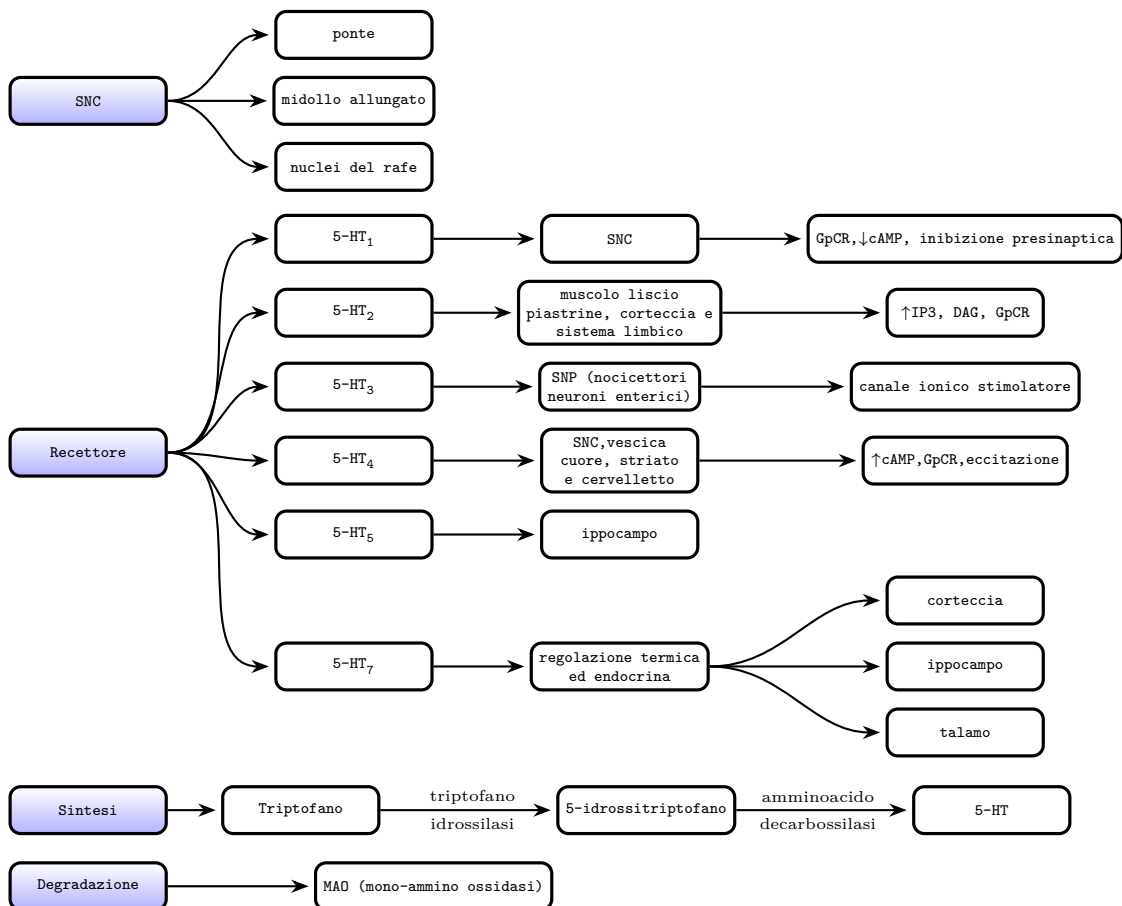 ponte
SNC
midollo allungato
nuclei del rafe
5-HT₁
SNC
GpCR,↓cAMP, inibizione presinaptica
5-HT₂
muscolo liscio
piastrine, corteccia e
sistema limbico
↑IP3, DAG, GpCR
5-HT₃
SNP (nocicettori
neuroni enterici)
canale ionico stimolatore
Recettore
5-HT₄
SNC,vescica
cuore, striato
e cervelletto
↑cAMP,GpCR,eccitazione
5-HT₅
ippocampo
5-HT₇
regolazione termica
ed endocrina
corteccia
ippocampo
talamo
Sintesi
Triptofano
triptofano
idrossilasi
5-idrossitriptofano
amminoacido
decarbossilasi
5-HT
Degradazione
MAO (mono-ammino ossidasi)